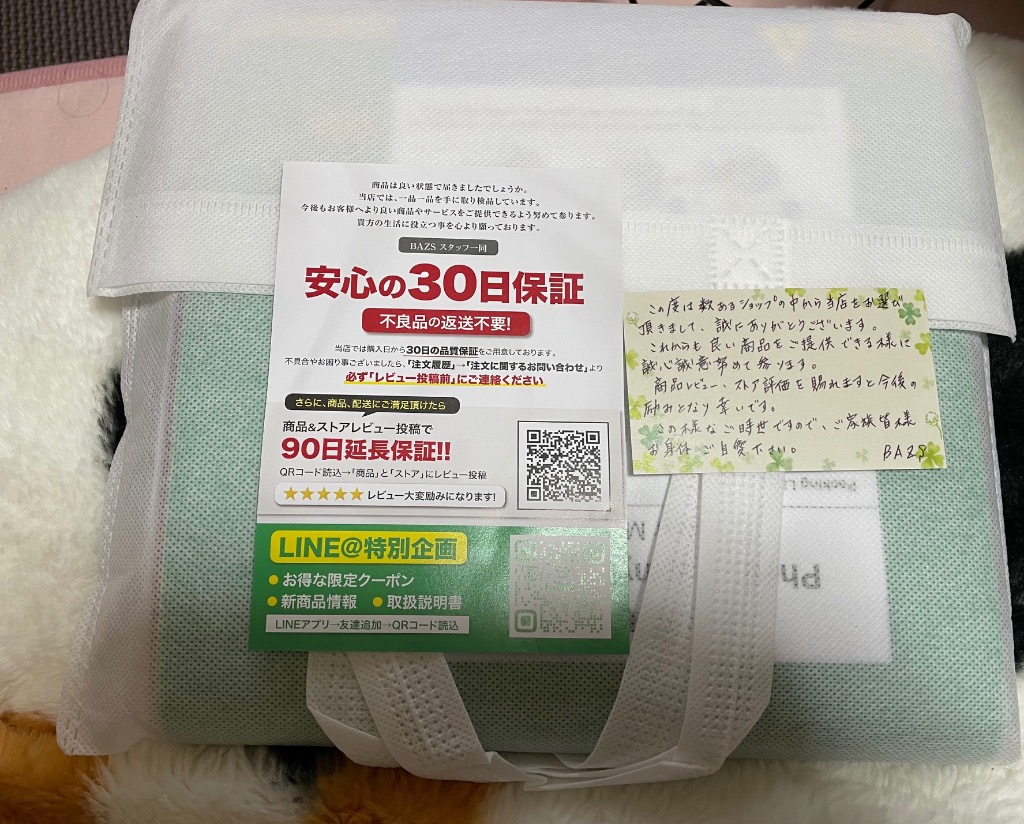 商品は良い状態で届きましたでしょうか。
当店では、一品一品を手に取り検品しています。
今後もお客様へより良い商品やサービスをご提供できるよう努めて参ります。
貴方の生活に役立つ事を心より願っております。
BAZS スタッフ一同
安心の30日保証
不良品の返送不要!
当店では購入日から30日の品質保証をご用意しております。
不具合やお困り事ございましたら、「注文履歴」→「注文に関するお問い合わせ」より
必ず「レビュー投稿前」にご連絡ください
さらに、商品、配送にご満足頂けたら
商品&ストアレビュー投稿で
90日延長保証!!
QRコード読込→「商品」と「ストア」にレビュー投稿
★★★★★レビュー大変励みになります!
LINE@特別企画
●お得な限定クーポン
●新商品情報 ●取扱説明書
LINEアプリ→友達追加→QRコード読込
この度は数あるショップの中から当店をお選び
頂きまして、誠にありがとうございます。
これからも良い商品をご提供できる様に
誠心誠意努めて参ります。
商品レビュー、ストア評価を賜れますと今後の
励みとなり幸いです。
この様なご時世ですので、ご家族皆様
お身体ご自愛下さい。
BAZS
Packing Li
Ph